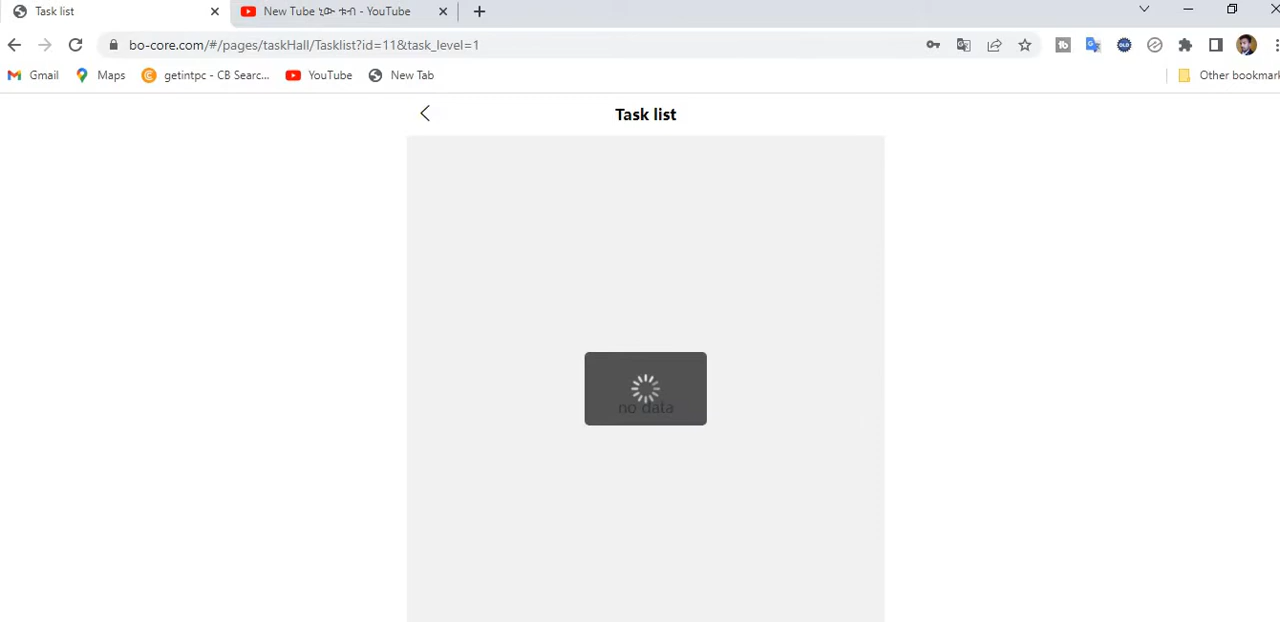 Task list
New Tube ኒው ቱብ - YouTube
bo-core.com/#/pages/taskHall/Tasklist?id=11&task_level=1
Gmail
Maps
getintpc - CB Searc...
YouTube
New Tab
Other bookmark
Task list
no data